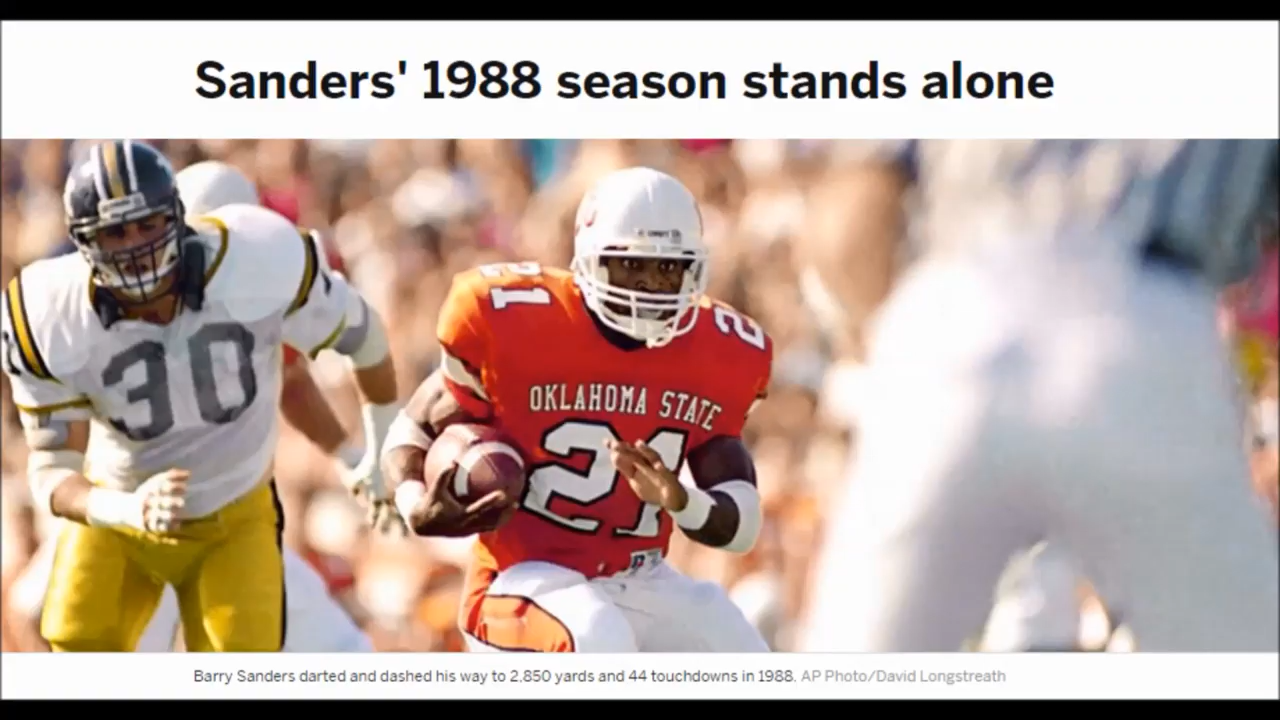 Sanders' 1988 season stands alone
30
21
2
OKLAHOMA STATE
21
Barry Sanders darted and dashed his way to 2,850 yards and 44 touchdowns in 1988. AP Photo/David Longstreath